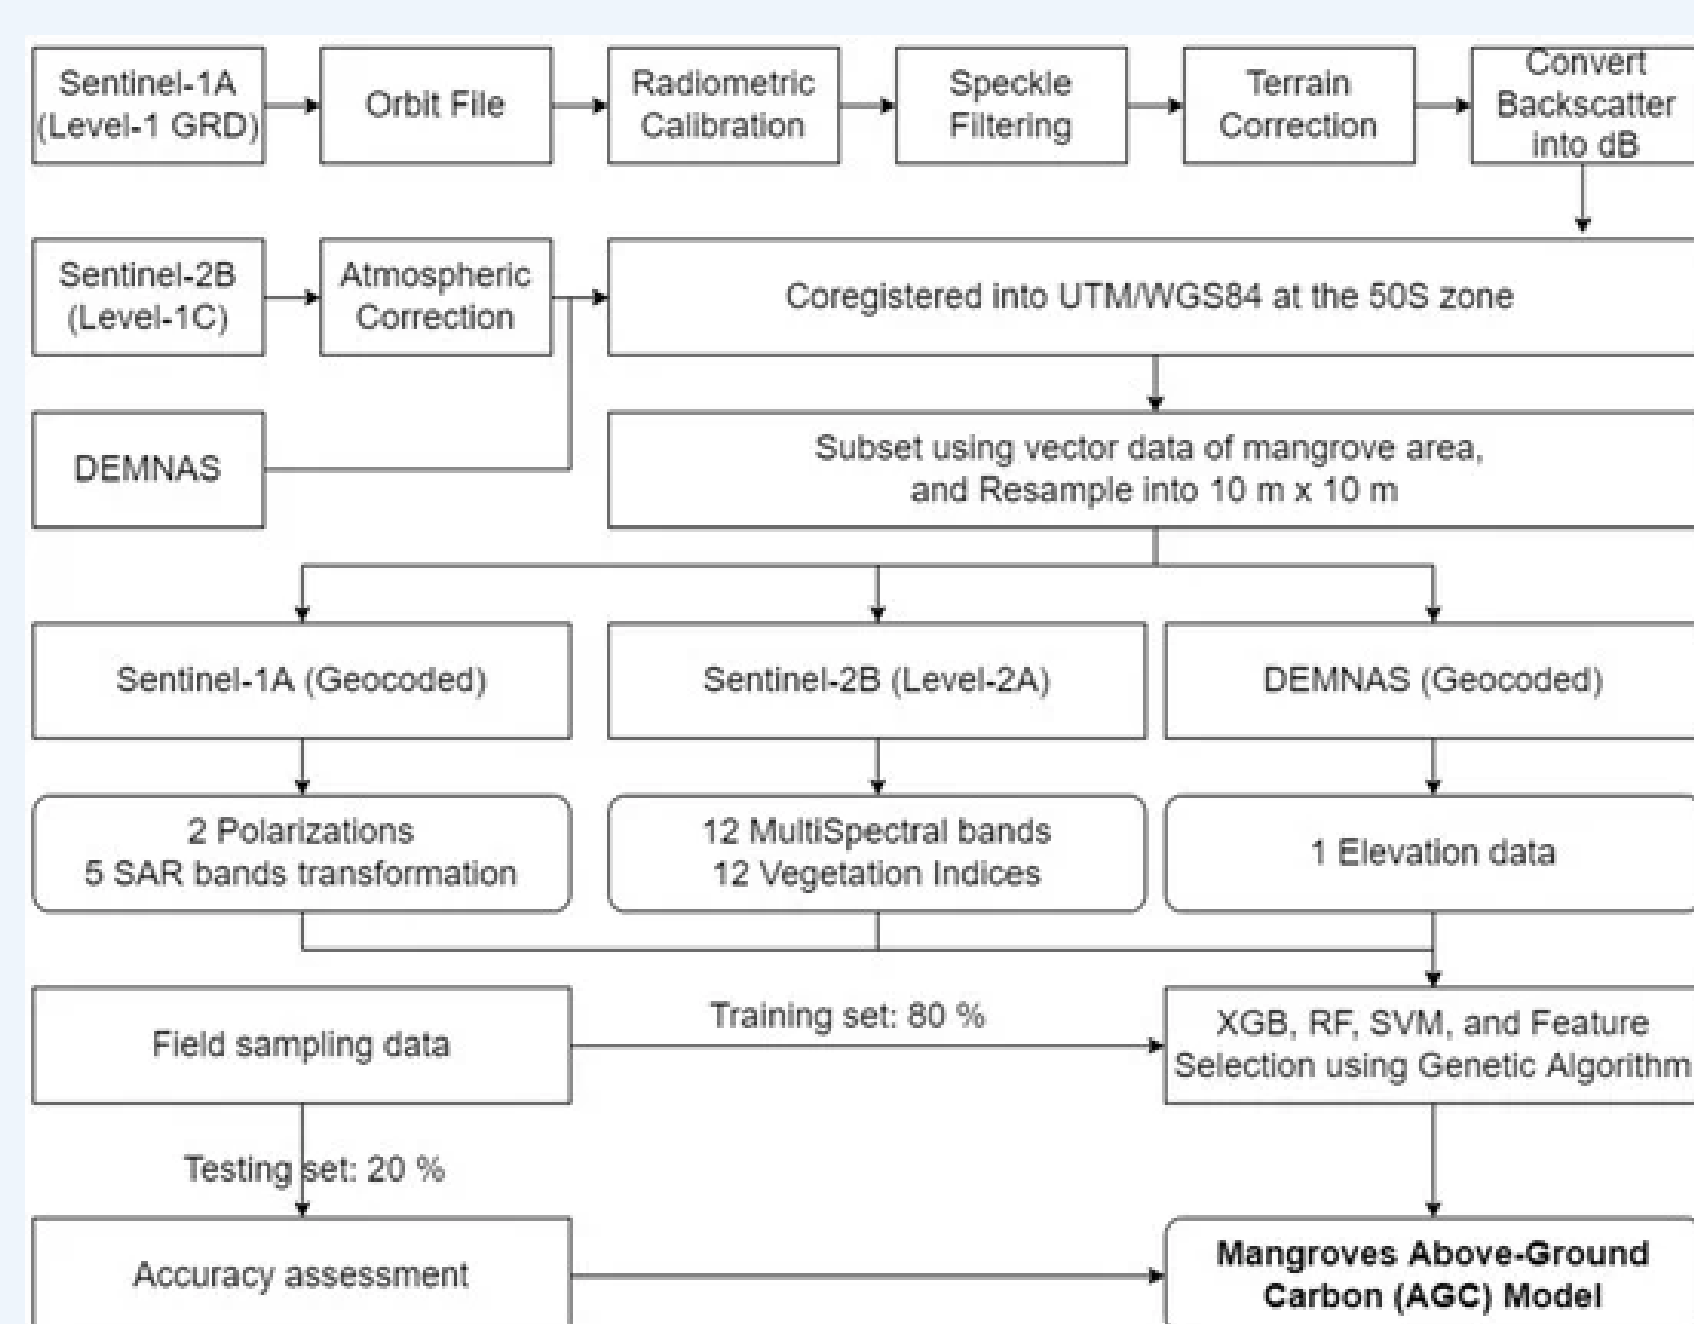 Sentinel-1A
(Level-1 GRD)
Orbit File
Radiometric
Calibration
Speckle
Filtering
Terrain
Correction
Convert
Backscatter
into dB
Sentinel-2B
(Level-1C)
Atmospheric
Correction
Coregistered into UTM/WGS84 at the 50S zone
DEMNAS
Subset using vector data of mangrove area,
and Resample into 10 m x 10 m
Sentinel-1A (Geocoded)
Sentinel-2B (Level-2A)
DEMNAS (Geocoded)
2 Polarizations
5 SAR bands transformation
12 MultiSpectral bands
12 Vegetation Indices
1 Elevation data
Field sampling data
Training set: 80 %
XGB, RF, SVM, and Feature
Selection using Genetic Algorithm
Testing set: 20 %
Accuracy assessment
Mangroves Above-Ground
Carbon (AGC) Model